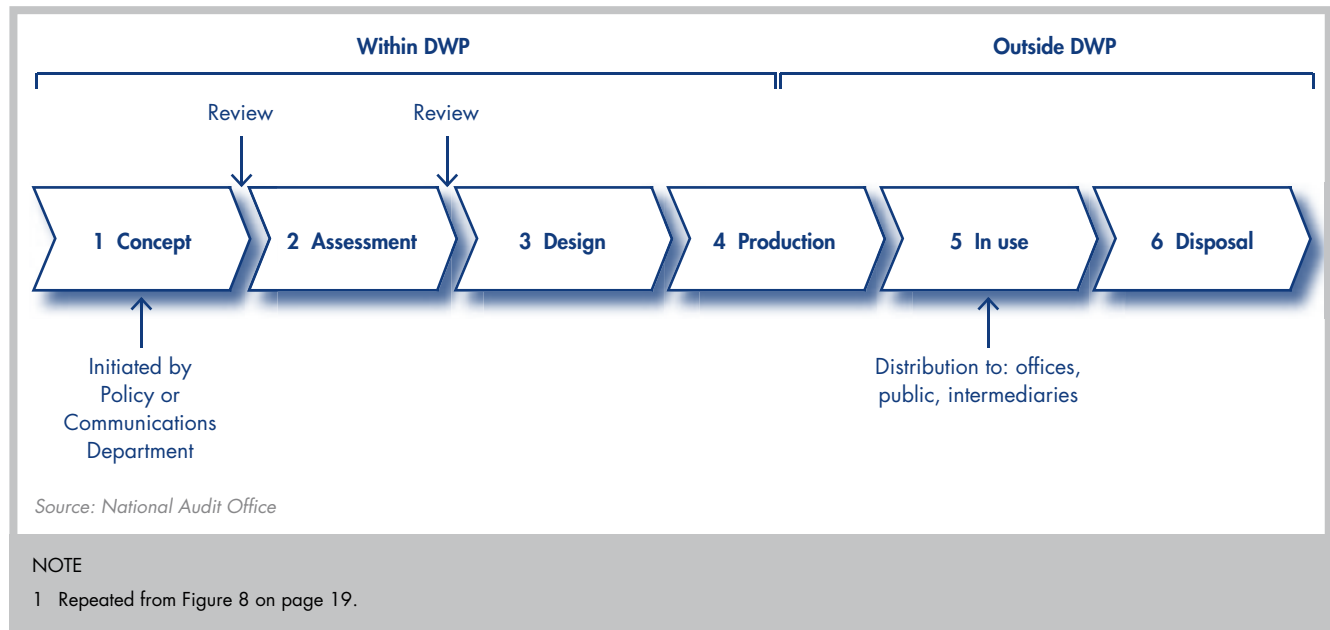 Within DWP
Outside DWP
Review
Review
1 Concept
2 Assessment
3 Design
4 Production
5 In use
6 Disposal
Initiated by
Policy or
Communications
Department
Distribution to: offices,
public, intermediaries
Source: National Audit Office
NOTE
1 Repeated from Figure 8 on page 19.